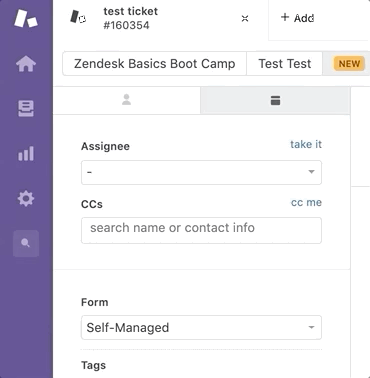 test ticket
#160354
+ Add
Zendesk Basics Boot Camp
Test Test
NEW
Assignee
take it
-
CCs
cc me
search name or contact info
Form
Self-Managed
Tags